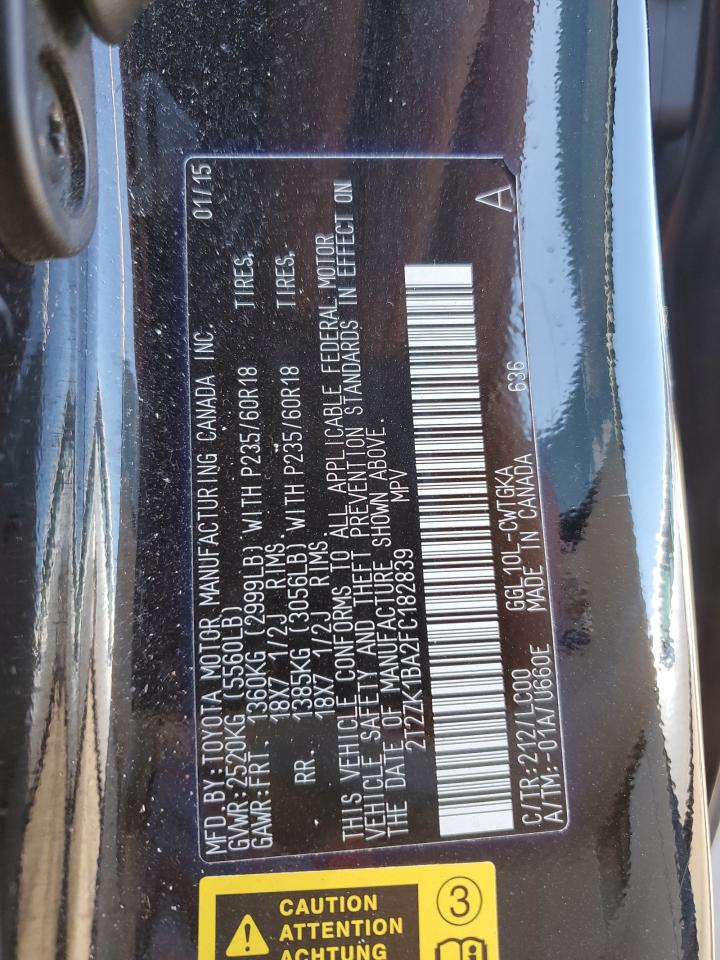 MFD. BY: TOYOTA MOTOR MANUFACTURING CANADA INC. 01/15
GVWR: 2520KG (5560LB)
GAWR: FRT. 1360KG (2999LB) WITH P235/60R18 TIRES.
18X7 1/2J RIMS.
RR. 1385KG (3056LB) WITH P235/60R18 TIRES.
18X7 1/2J RIMS
THIS VEHICLE CONFORMS TO ALL APPLICABLE FEDERAL MOTOR
VEHICLE SAFETY AND THEFT PREVENTION STANDARDS IN EFFECT ON
THE DATE OF MANUFACTURE SHOWN ABOVE.
2T2ZK1BA2FC162839 MPV
C/TR: 212/LC00 GGL10L-CWTGKA 636 A
A/TM:-01A/U660E MADE IN CANADA
CAUTION
ATTENTION
ACHTUNG
3